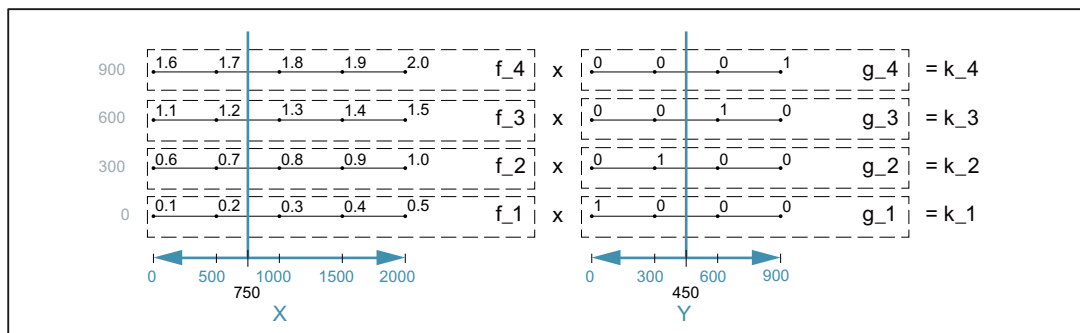 900 1.6 1.7 1.8 1.9 2.0 f_4 x 0 0 0 1 g_4 = k_4
600 1.1 1.2 1.3 1.4 1.5 f_3 x 0 0 1 0 g_3 = k_3
300 0.6 0.7 0.8 0.9 1.0 f_2 x 0 1 0 0 g_2 = k_2
0 0.1 0.2 0.3 0.4 0.5 f_1 x 1 0 0 0 g_1 = k_1
0 500 1000 1500 2000 0 300 600 900
750 450
X Y